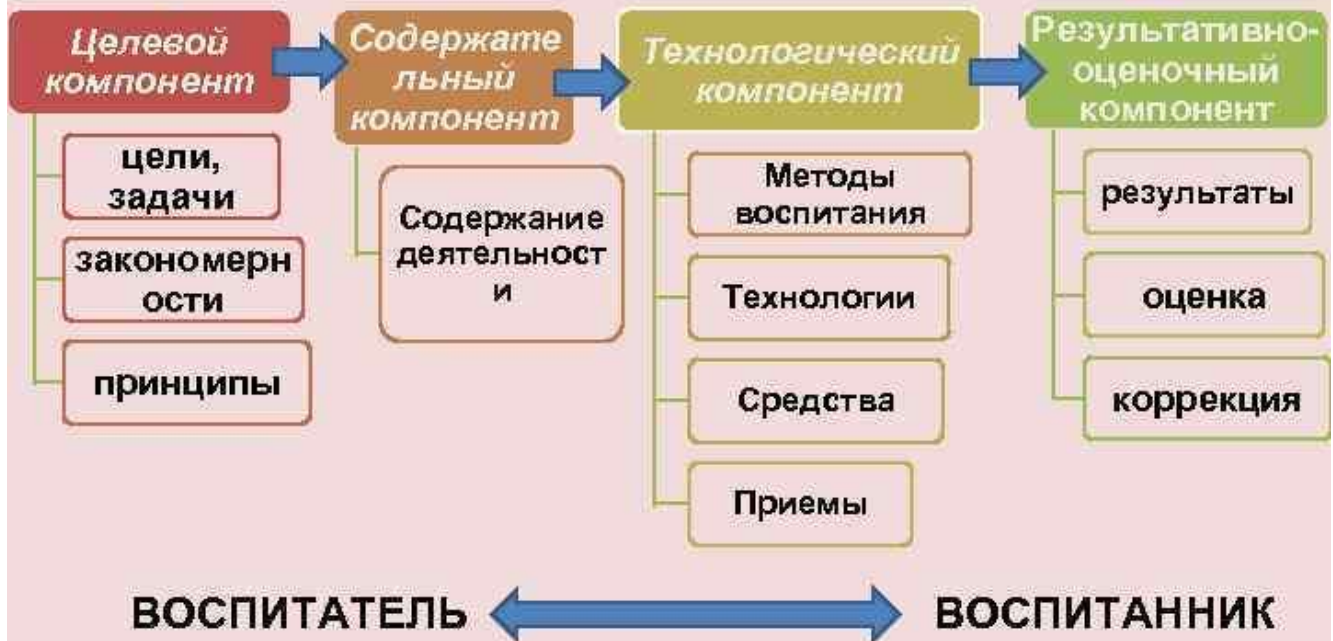 Целевой
компонент
цели,
задачи
закономерн
ости
принципы
Содержате
льный
компонент
Содержание
деятельност
и
Технологический
компонент
Методы
воспитания
Технологии
Средства
Приемы
Результативно-
оценочный
компонент
результаты
оценка
коррекция
ВОСПИТАТЕЛЬ ВОСПИТАННИК